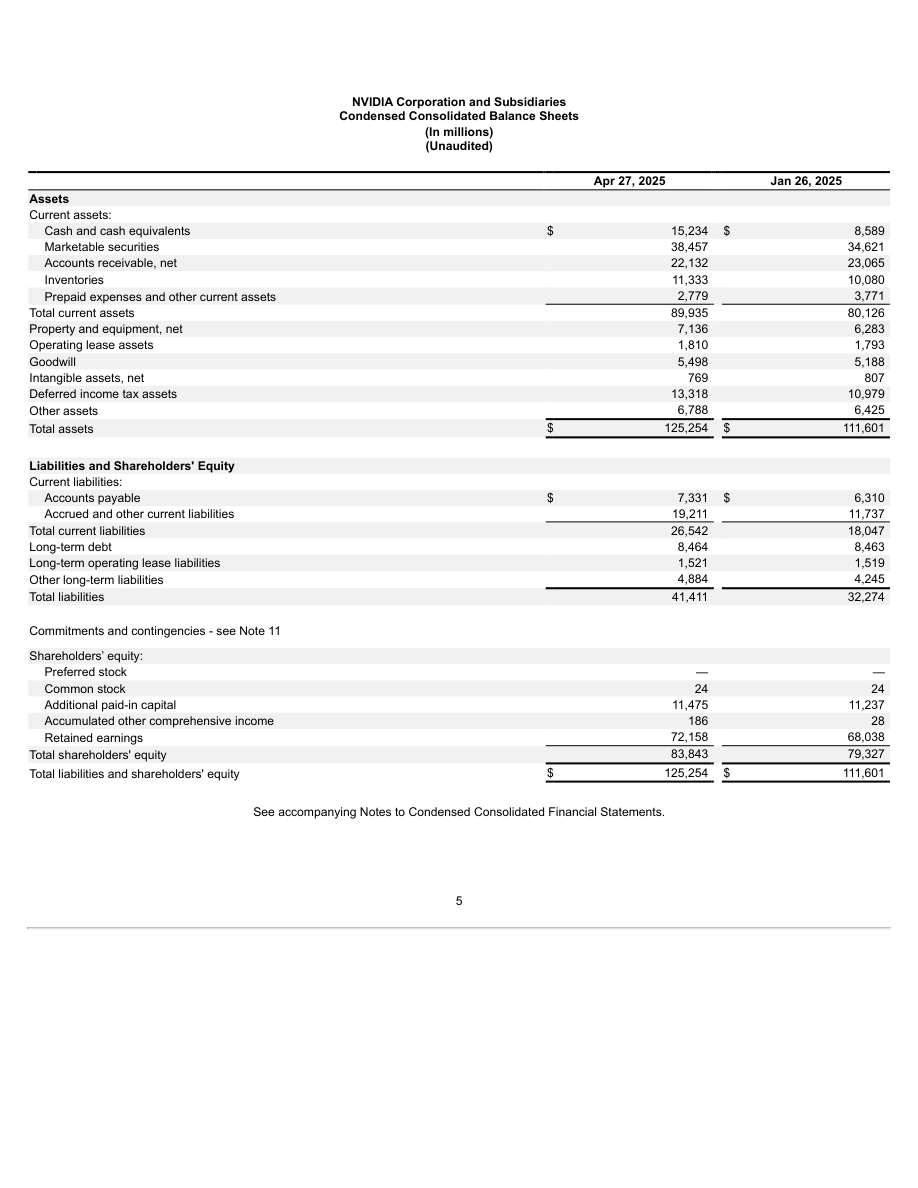 NVIDIA Corporation and Subsidiaries
Condensed Consolidated Balance Sheets
(In millions)
(Unaudited)
Apr 27, 2025 Jan 26, 2025
Assets
Current assets:
Cash and cash equivalents $ 15,234 $ 8,589
Marketable securities 38,457 34,621
Accounts receivable, net 22,132 23,065
Inventories 11,333 10,080
Prepaid expenses and other current assets 2,779 3,771
Total current assets 89,935 80,126
Property and equipment, net 7,136 6,283
Operating lease assets 1,810 1,793
Goodwill 5,498 5,188
Intangible assets, net 769 807
Deferred income tax assets 13,318 10,979
Other assets 6,788 6,425
Total assets $ 125,254 $ 111,601
Liabilities and Shareholders' Equity
Current liabilities:
Accounts payable $ 7,331 $ 6,310
Accrued and other current liabilities 19,211 11,737
Total current liabilities 26,542 18,047
Long-term debt 8,464 8,463
Long-term operating lease liabilities 1,521 1,519
Other long-term liabilities 4,884 4,245
Total liabilities 41,411 32,274
Commitments and contingencies - see Note 11
Shareholders’ equity:
Preferred stock — —
Common stock 24 24
Additional paid-in capital 11,475 11,237
Accumulated other comprehensive income 186 28
Retained earnings 72,158 68,038
Total shareholders' equity 83,843 79,327
Total liabilities and shareholders' equity $ 125,254 $ 111,601
See accompanying Notes to Condensed Consolidated Financial Statements.
5